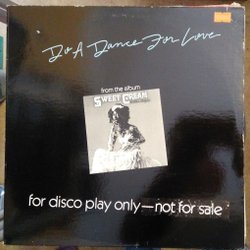 Do A Dance For Love
from the album
SWEET CREAM
for disco play only—not for sale